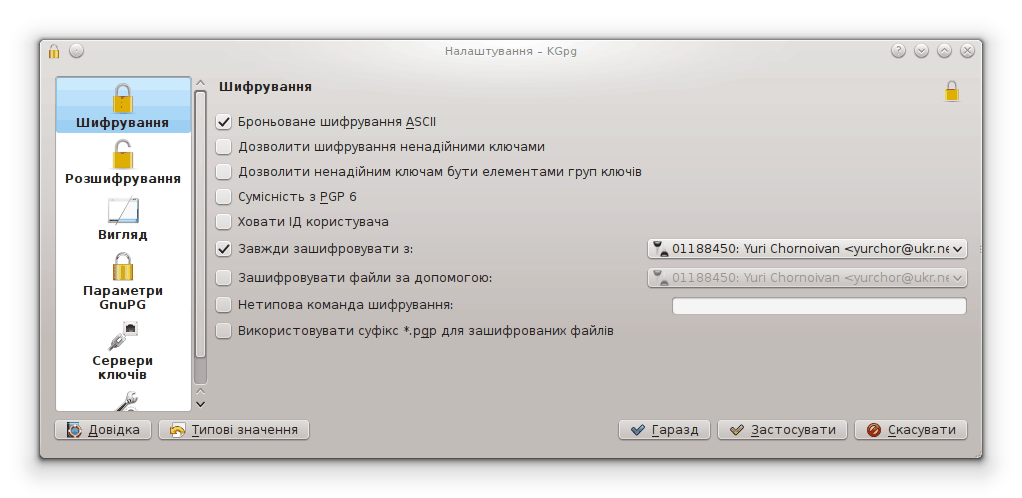 Налаштування – KGpg
Шифрування
Розшифрування
Вигляд
Параметри
GnuPG
Сервери
ключів
Шифрування
Броньоване шифрування ASCII
Дозволити шифрування ненадійними ключами
Дозволити ненадійним ключам бути елементами груп ключів
Сумісність з PGP 6
Ховати ІД користувача
Завжди зашифровувати з: 01188450: Yuri Chornoivan <yurchor@ukr.ne
Зашифровувати файли за допомогою: 01188450: Yuri Chornoivan <yurchor@ukr.ne
Нетипова команда шифрування:
Використовувати суфікс *.pgp для зашифрованих файлів
Довідка Типові значення Гаразд Застосувати Скасувати